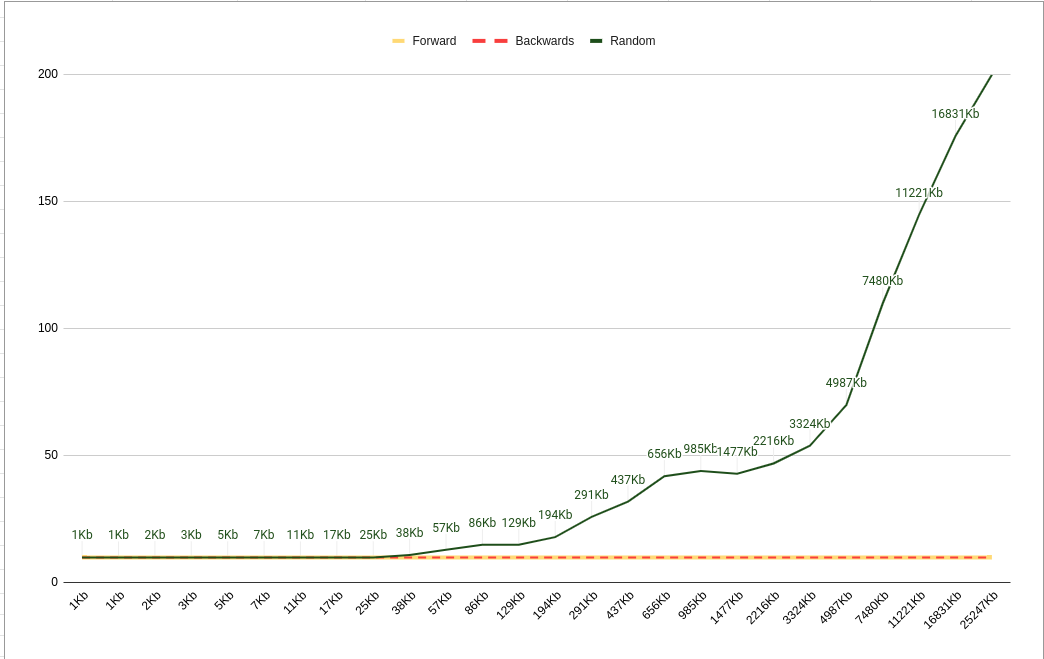 Forward Backwards Random
200
16831Kb
11221Kb
150
7480Kb
100
4987Kb
3324Kb
2216Kb
50
656Kb 985Kb 1477Kb
437Kb
291Kb
194Kb
1Kb 1Kb 2Kb 3Kb 5Kb 7Kb 11Kb 17Kb 25Kb 38Kb 57Kb 86Kb 129Kb
0
1Kb 1Kb 2Kb 3Kb 5Kb 7Kb 11Kb 17Kb 25Kb 38Kb 57Kb 86Kb 129Kb 194Kb 291Kb 437Kb 656Kb 985Kb 1477Kb 2216Kb 3324Kb 4987Kb 7480Kb 11221Kb 16831Kb 25247Kb